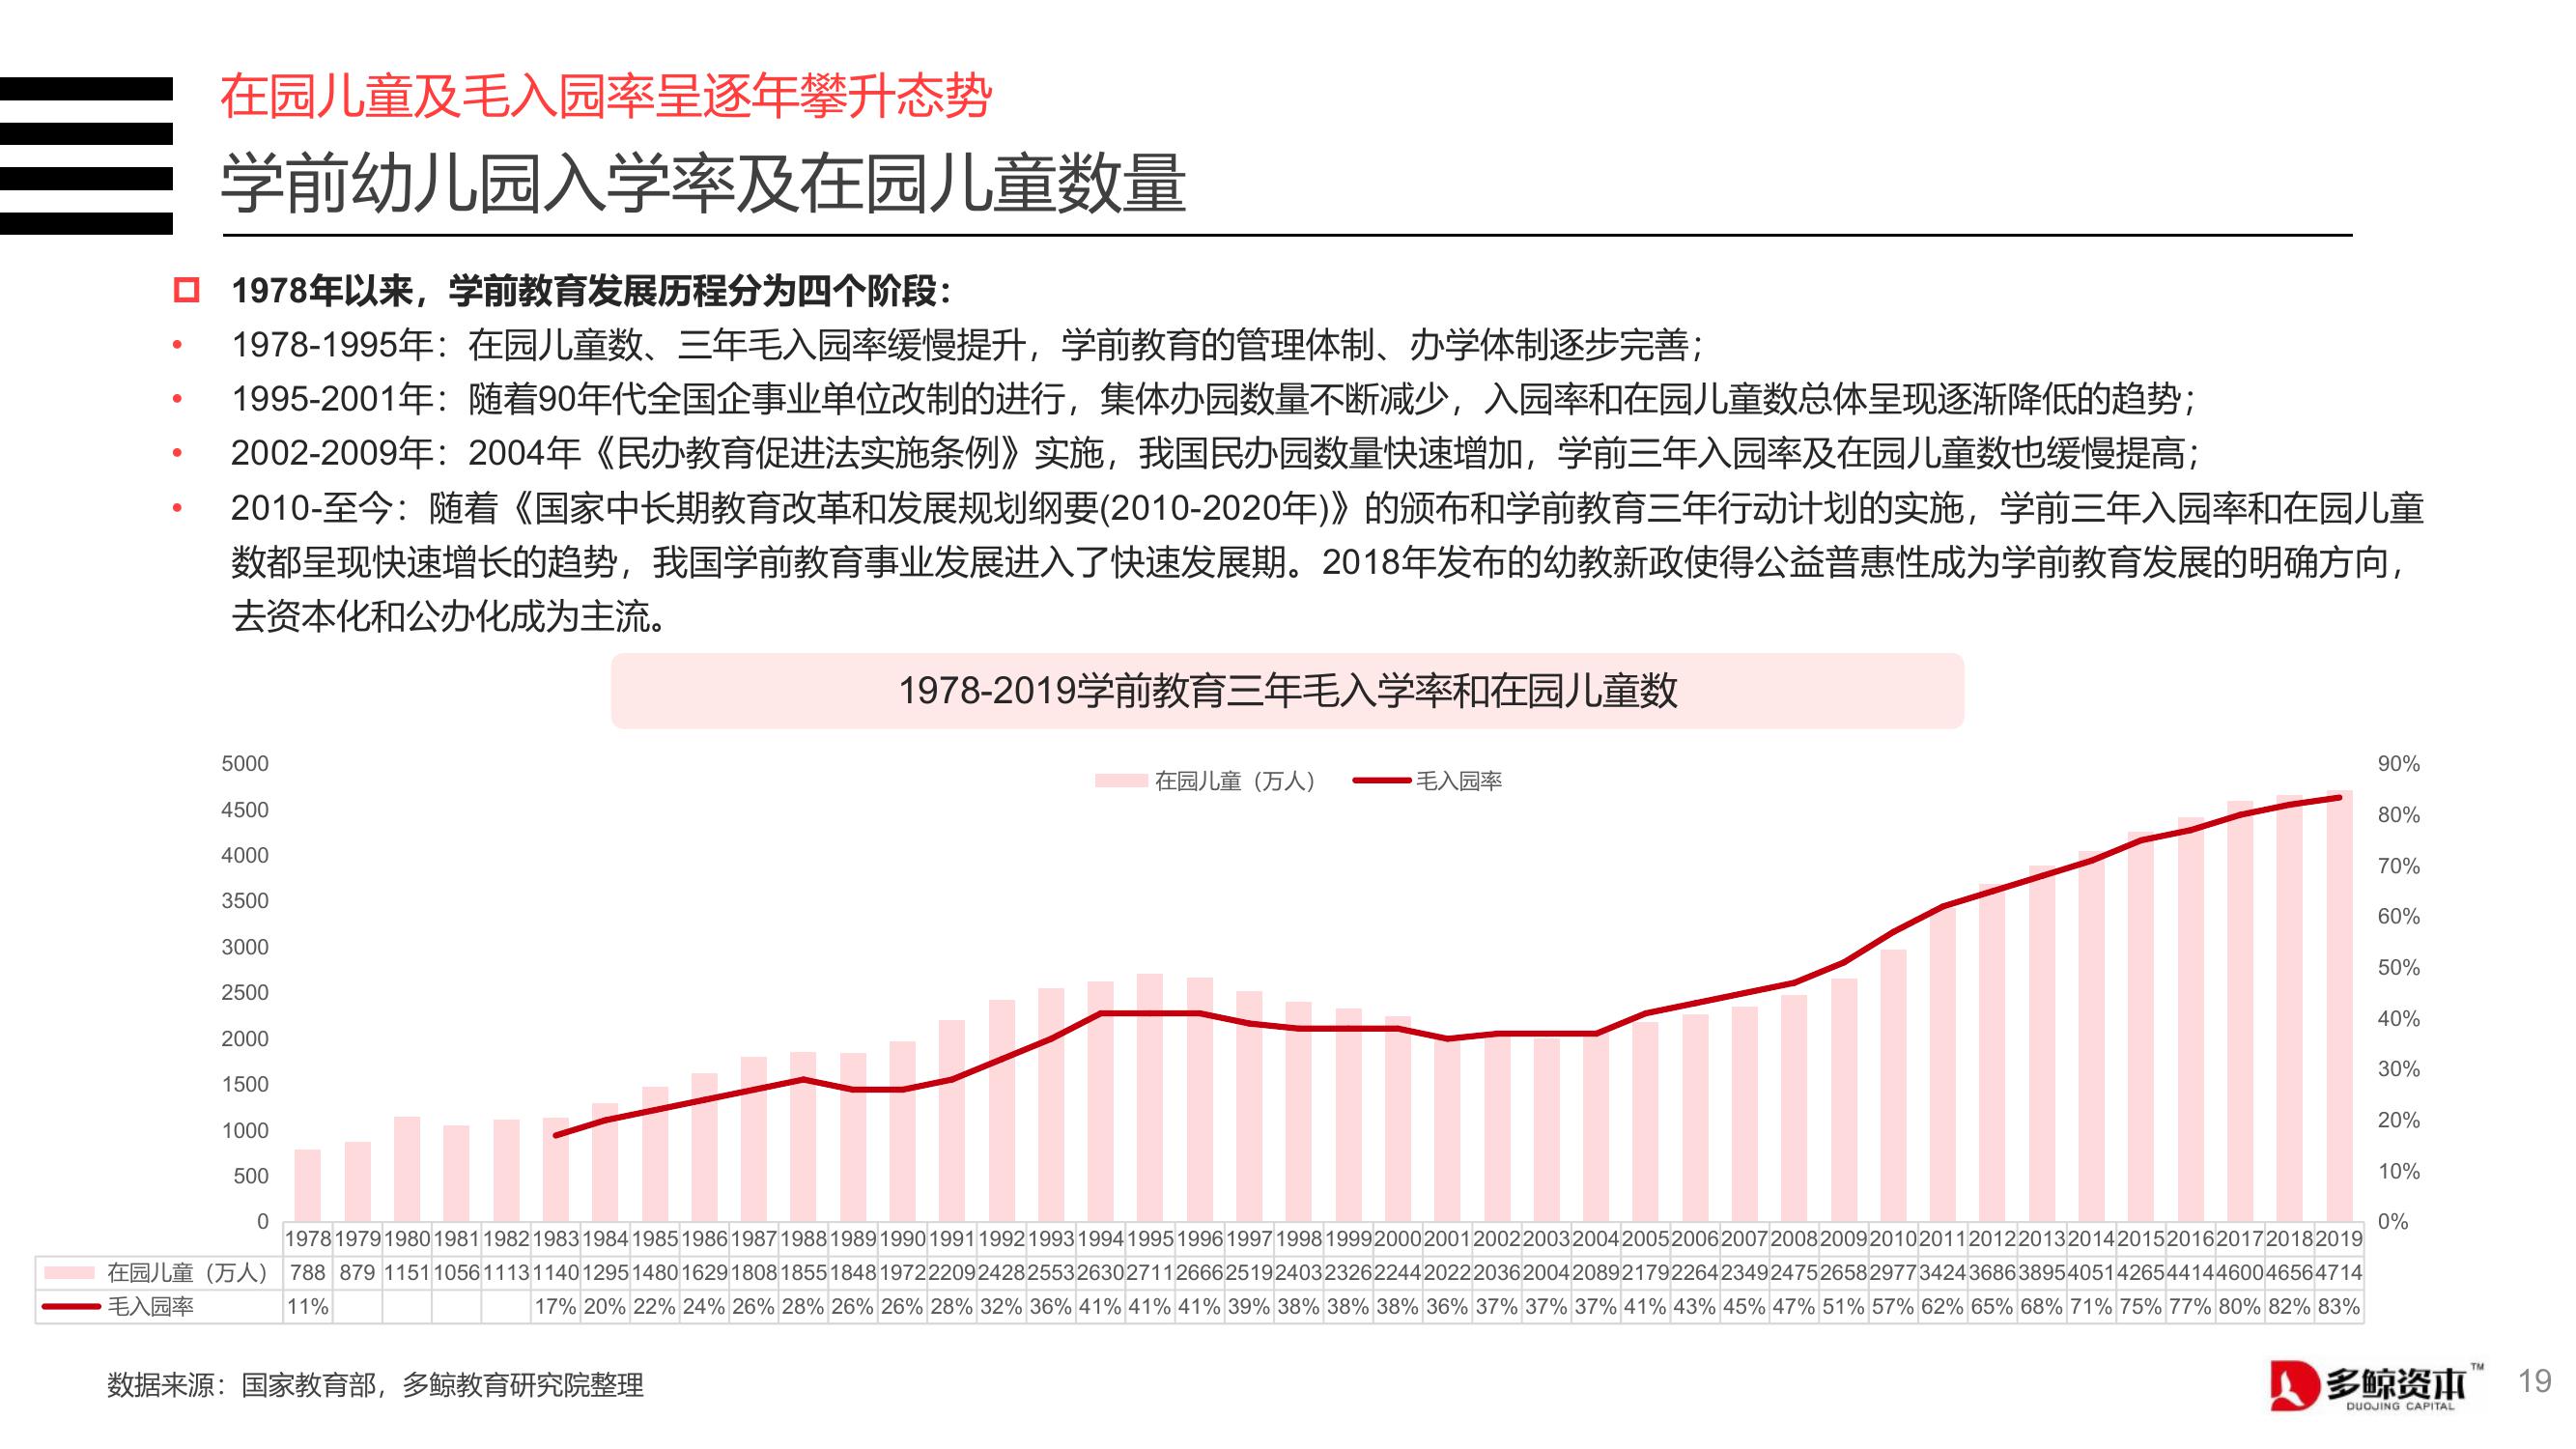 在园儿童及毛入园率呈逐年攀升态势
学前幼儿园入学率及在园儿童数量
1978年以来，学前教育发展历程分为四个阶段：
• 1978-1995年：在园儿童数、三年毛入园率缓慢提升，学前教育的管理体制、办学体制逐步完善；
• 1995-2001年：随着90年代全国企事业单位改制的进行，集体办园数量不断减少，入园率和在园儿童数总体呈现逐渐降低的趋势；
• 2002-2009年：2004年《民办教育促进法实施条例》实施，我国民办园数量快速增加，学前三年入园率及在园儿童数也缓慢提高；
• 2010-至今：随着《国家中长期教育改革和发展规划纲要(2010-2020年)》的颁布和学前教育三年行动计划的实施，学前三年入园率和在园儿童
数都呈现快速增长的趋势，我国学前教育事业发展进入了快速发展期。2018年发布的幼教新政使得公益普惠性成为学前教育发展的明确方向，
去资本化和公办化成为主流。
1978-2019学前教育三年毛入学率和在园儿童数
在园儿童（万人） 毛入园率
5000
4500
4000
3500
3000
2500
2000
1500
1000
500
0
90%
80%
70%
60%
50%
40%
30%
20%
10%
0%
1978 1979 1980 1981 1982 1983 1984 1985 1986 1987 1988 1989 1990 1991 1992 1993 1994 1995 1996 1997 1998 1999 2000 2001 2002 2003 2004 2005 2006 2007 2008 2009 2010 2011 2012 2013 2014 2015 2016 2017 2018 2019
在园儿童（万人） 788 879 1151 1056 1113 1140 1295 1480 1629 1808 1855 1848 1972 2209 2428 2553 2630 2711 2666 2519 2403 2326 2244 2022 2036 2004 2089 2179 2264 2349 2475 2658 2977 3424 3686 3895 4051 4265 4414 4600 4656 4714
毛入园率 11% 17% 20% 22% 24% 26% 28% 26% 26% 28% 32% 36% 41% 41% 41% 39% 38% 38% 38% 36% 37% 37% 37% 41% 43% 45% 47% 51% 57% 62% 65% 68% 71% 75% 77% 80% 82% 83%
数据来源：国家教育部，多鲸教育研究院整理
多鲸资本™
DUOJING CAPITAL
19